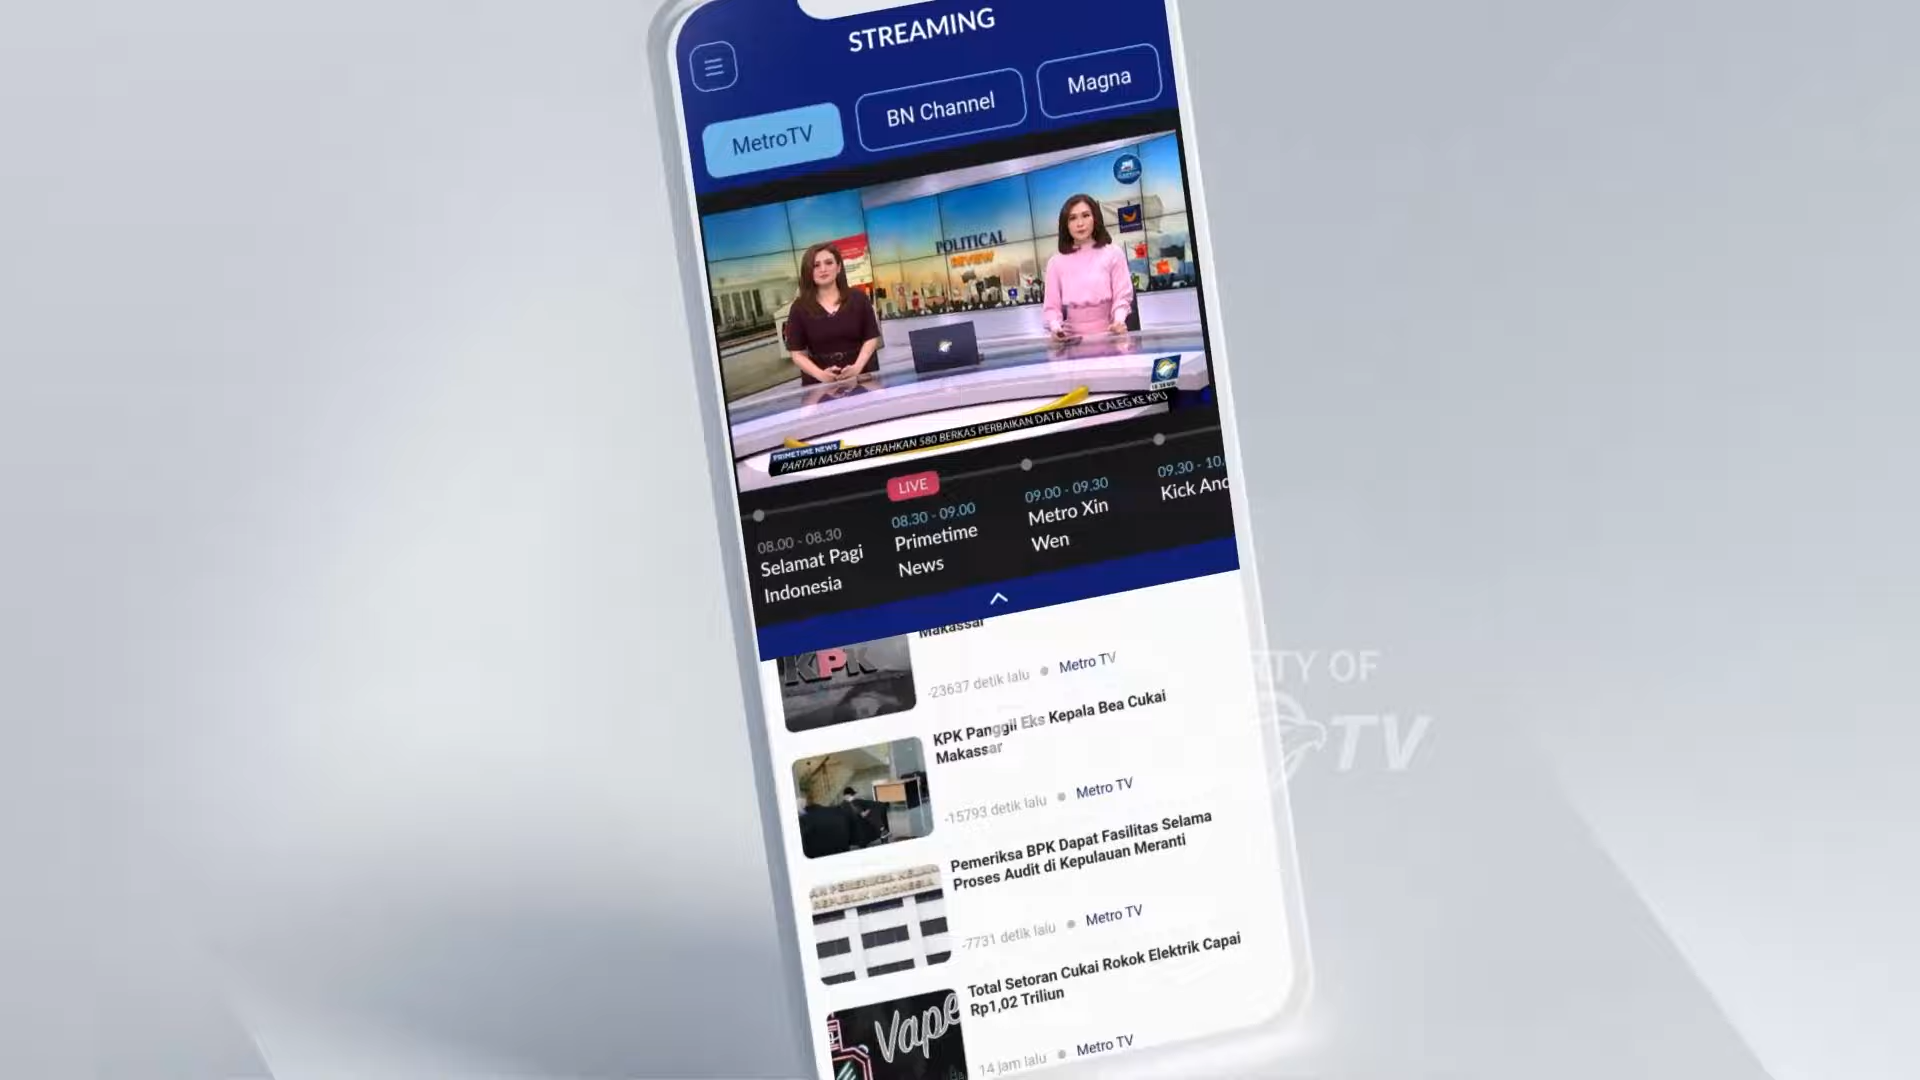 STREAMING
MetroTV
BN Channel
Magna
POLITICAL
REVIEW
PRIMETIME NEWS
PARTAI NASDEM SERAHKAN 580 BERKAS PERBAIKAN DATA BAKAL CALEG KE KPU
LIVE
08.00 - 08.30
Selamat Pagi
Indonesia
08.30 - 09.00
Primetime
News
09.00 - 09.30
Metro Xin
Wen
09.30 - 10.
Kick And
Makassar
KPK
-23637 detik lalu
Metro TV
KPK Panggil Eks Kepala Bea Cukai
Makassar
-15793 detik lalu
Metro TV
Pemeriksa BPK Dapat Fasilitas Selama
Proses Audit di Kepulauan Meranti
REPUBLIK INDONESIA
-7731 detik lalu
Metro TV
Total Setoran Cukai Rokok Elektrik Capai
Rp1,02 Triliun
Vape
14 jam lalu
Metro TV
TY OF
TV